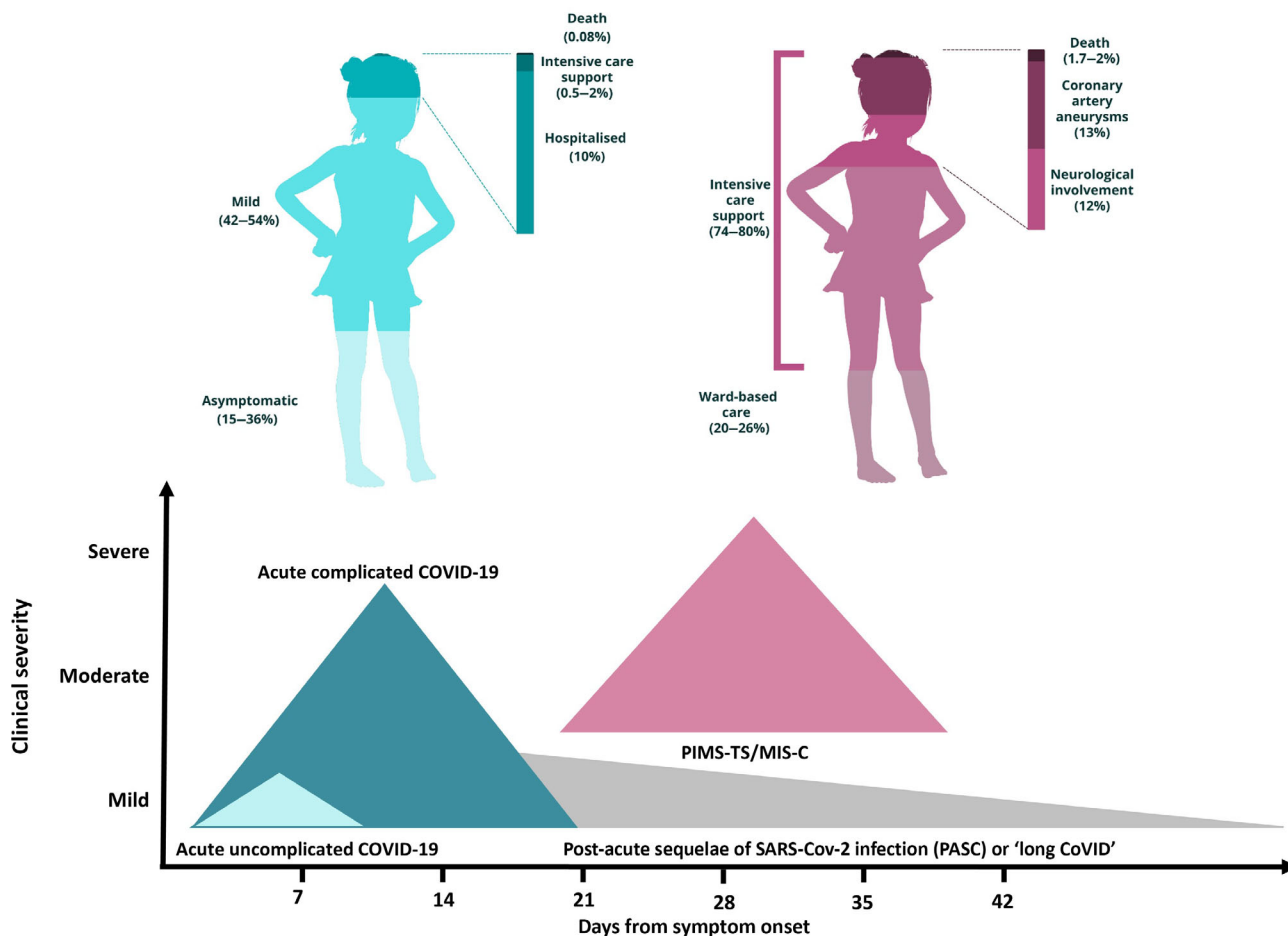 Death
(0.08%)
Intensive care
support
(0.5–2%)
Hospitalised
(10%)
Mild
(42–54%)
Asymptomatic
(15–36%)
Death
(1.7–2%)
Coronary
artery
aneurysms
(13%)
Neurological
involvement
(12%)
Intensive
care
support
(74–80%)
Ward-based
care
(20–26%)
Clinical severity
Severe
Moderate
Mild
Acute complicated COVID-19
PIMS-TS/MIS-C
Acute uncomplicated COVID-19
Post-acute sequelae of SARS-Cov-2 infection (PASC) or ‘long CoVID’
7
14
21
28
35
42
Days from symptom onset